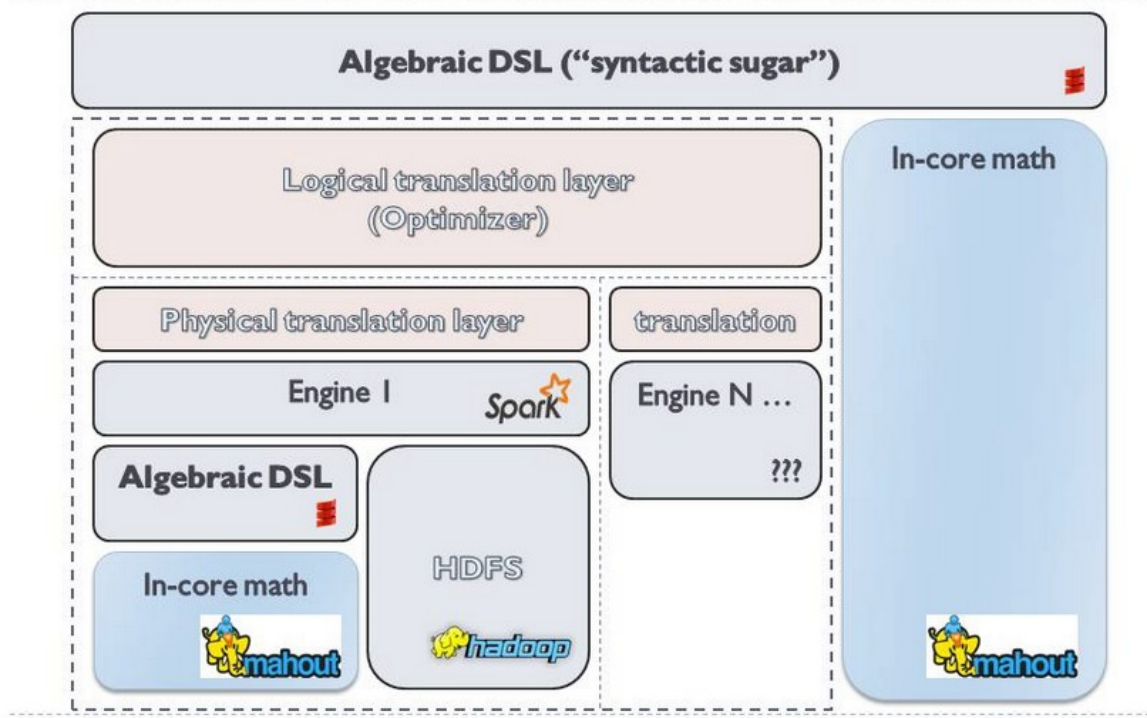 Algebraic DSL (“syntactic sugar”)
Logical translation layer
(Optimizer)
In-core math
Physical translation layer
translation
Engine 1
Spark
Engine N …
???
Algebraic DSL
HDFS
hadoop
In-core math
mahout
mahout